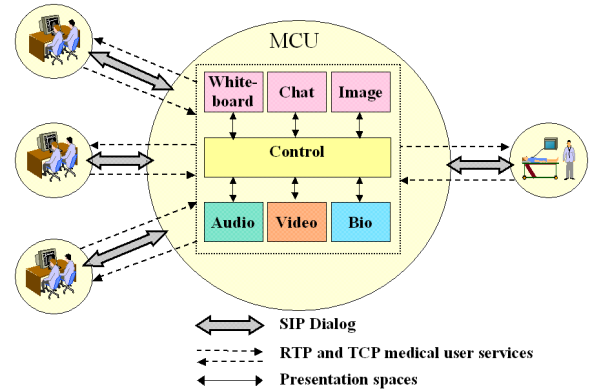 MCU
White-
board
Chat
Image
Control
Audio
Video
Bio
SIP Dialog
RTP and TCP medical user services
Presentation spaces